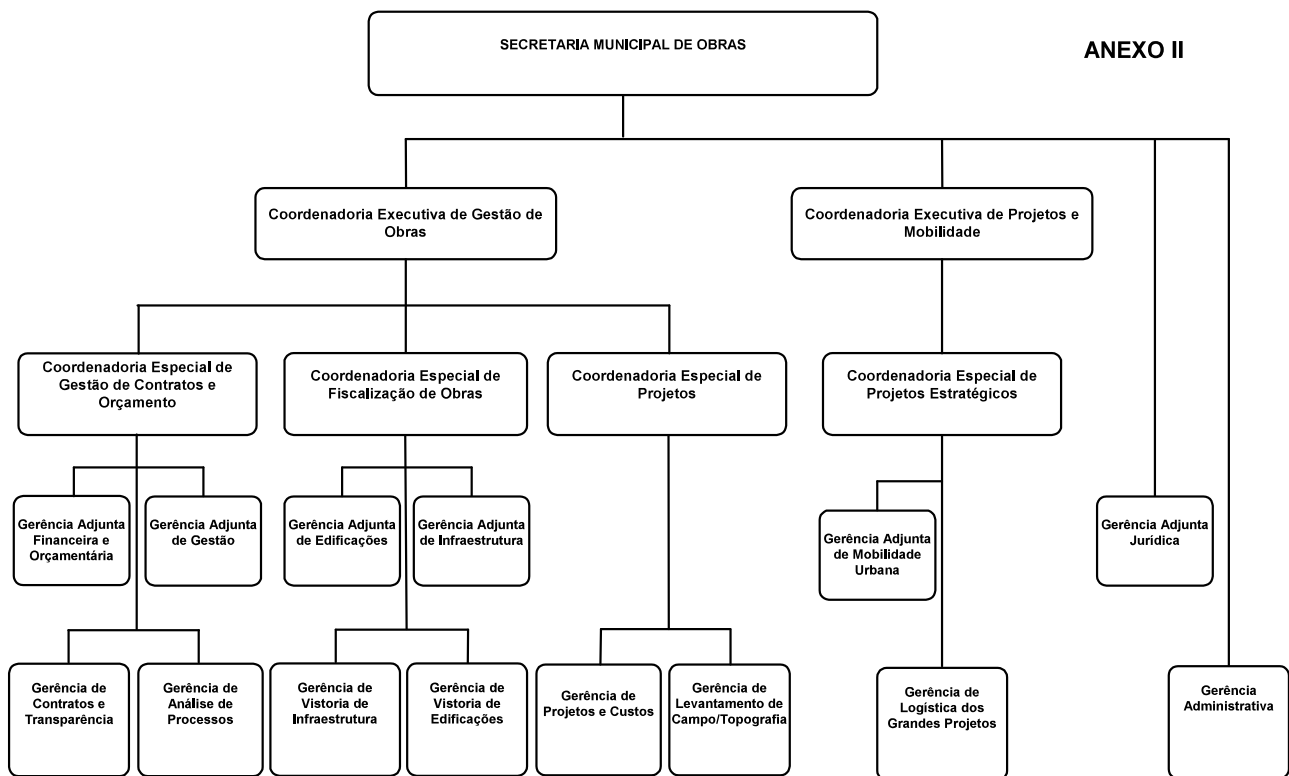 SECRETARIA MUNICIPAL DE OBRAS
ANEXO II
Coordenadoria Executiva de Gestão de
Obras
Coordenadoria Executiva de Projetos e
Mobilidade
Coordenadoria Especial de
Gestão de Contratos e
Orçamento
Coordenadoria Especial de
Fiscalização de Obras
Coordenadoria Especial de
Projetos
Coordenadoria Especial de
Projetos Estratégicos
Gerência Adjunta
Financeira e
Orçamentária
Gerência Adjunta
de Gestão
Gerência Adjunta
de Edificações
Gerência Adjunta
de Infraestrutura
Gerência Adjunta
de Mobilidade
Urbana
Gerência Adjunta
Jurídica
Gerência de
Contratos e
Transparência
Gerência de
Análise de
Processos
Gerência de
Vistoria de
Infraestrutura
Gerência de
Vistoria de
Edificações
Gerência de
Projetos e Custos
Gerência de
Levantamento de
Campo/Topografia
Gerência de
Logística dos
Grandes Projetos
Gerência
Administrativa